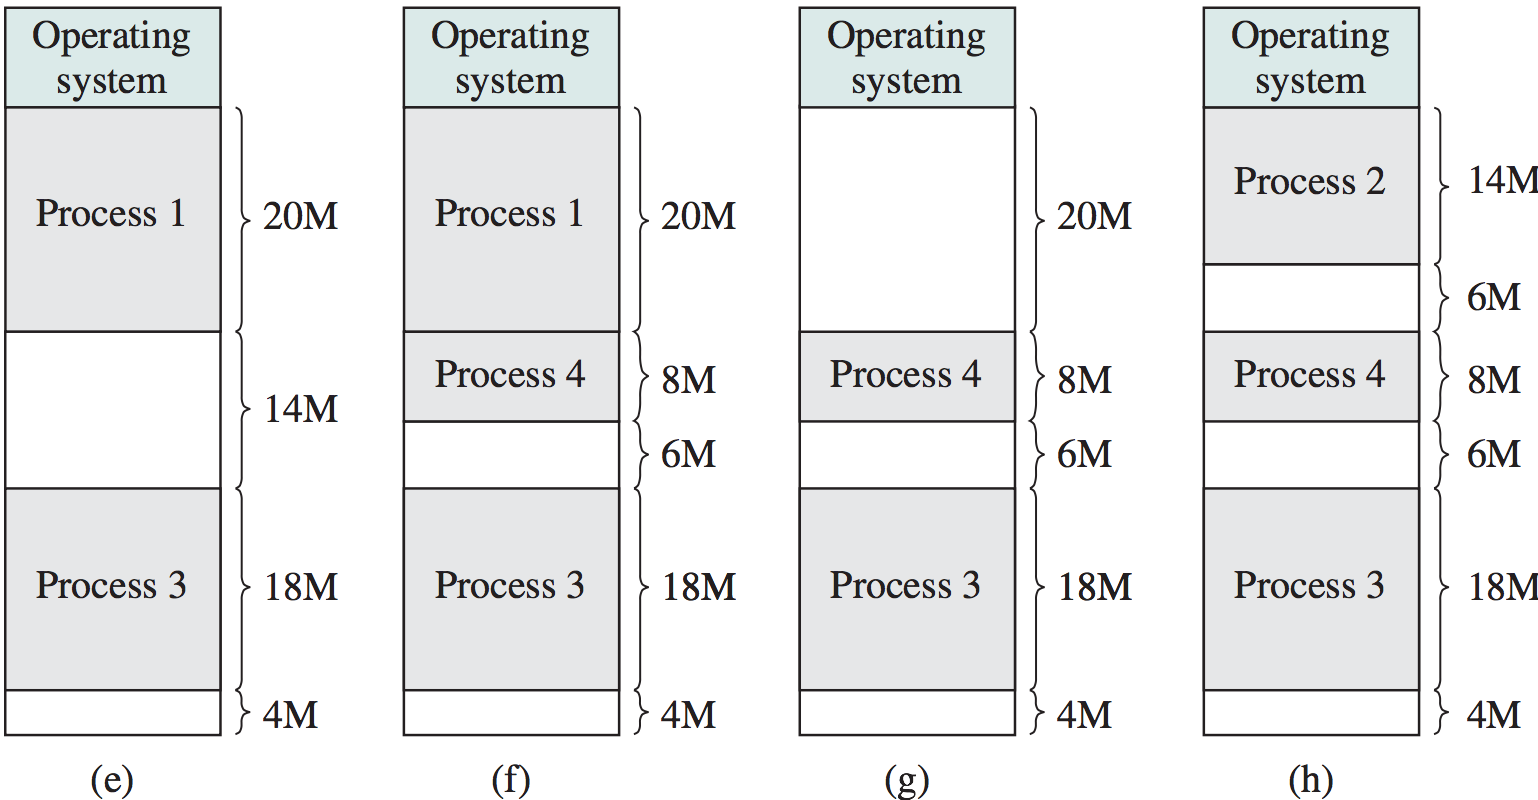 Operating
system
Process 1
20M
14M
Process 3
18M
4M
(e)
Operating
system
Process 1
20M
Process 4
8M
6M
Process 3
18M
4M
(f)
Operating
system
20M
Process 4
8M
6M
Process 3
18M
4M
(g)
Operating
system
Process 2
14M
6M
Process 4
8M
6M
Process 3
18M
4M
(h)